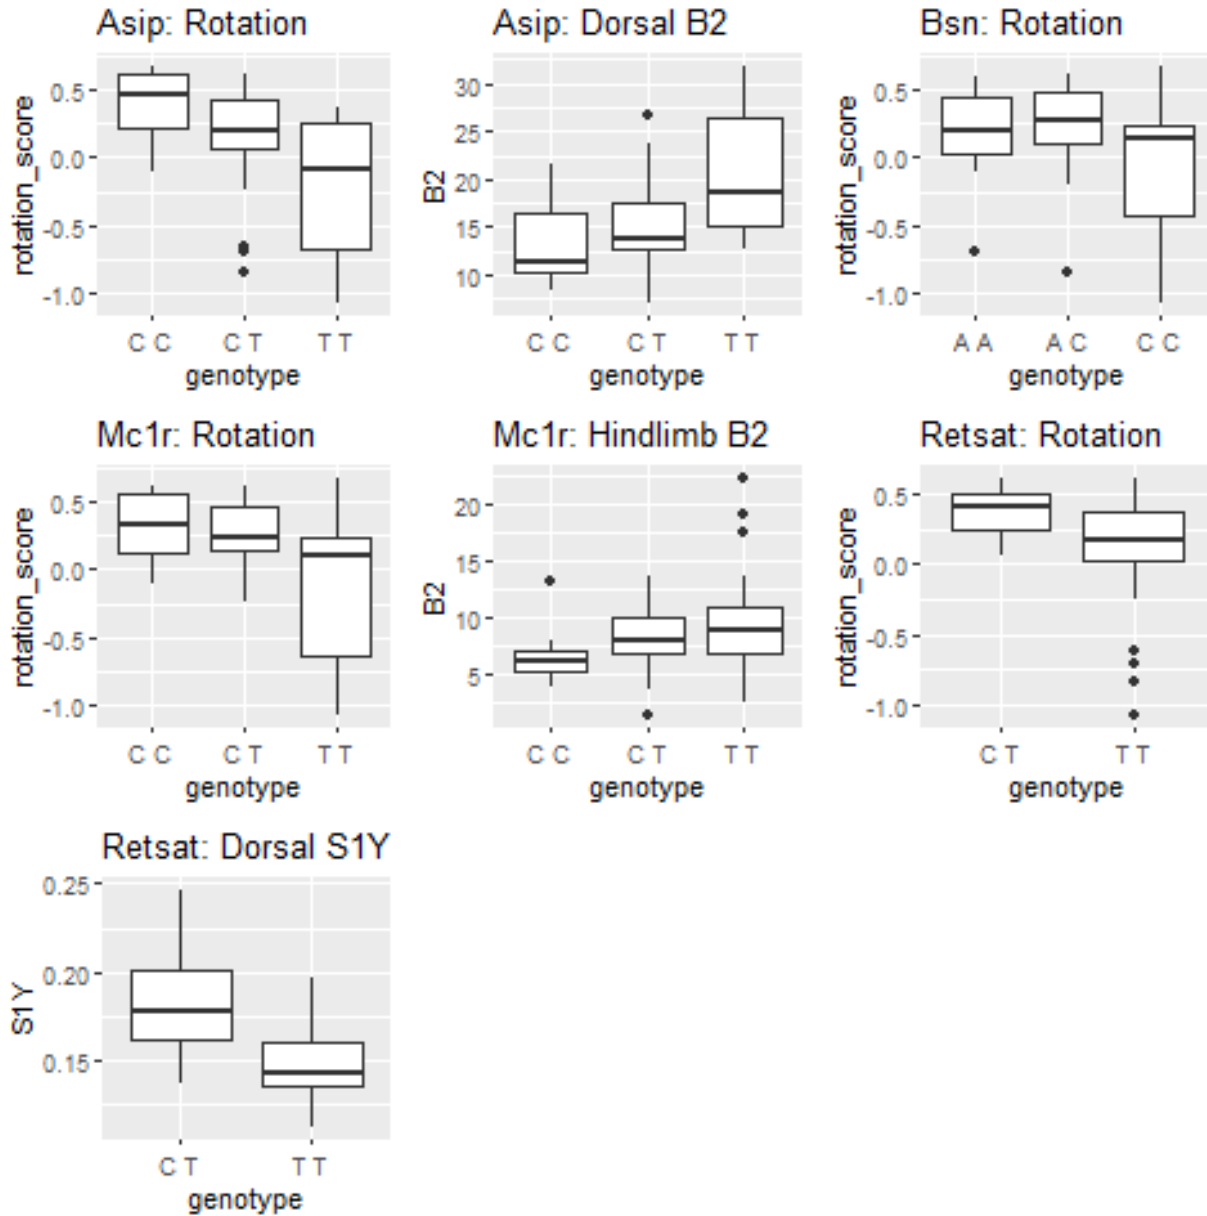 Asip: Rotation
rotation_score
0.5
0.0
-0.5
-1.0
C C C T T T
genotype
Asip: Dorsal B2
B2
30
25
20
15
10
C C C T T T
genotype
Bsn: Rotation
rotation_score
0.5
0.0
-0.5
-1.0
A A A C C C
genotype
Mc1r: Rotation
rotation_score
0.5
0.0
-0.5
-1.0
C C C T T T
genotype
Mc1r: Hindlimb B2
B2
20
15
10
5
C C C T T T
genotype
Retsat: Rotation
rotation_score
0.5
0.0
-0.5
-1.0
C T T T
genotype
Retsat: Dorsal S1Y
S1Y
0.25
0.20
0.15
C T T T
genotype